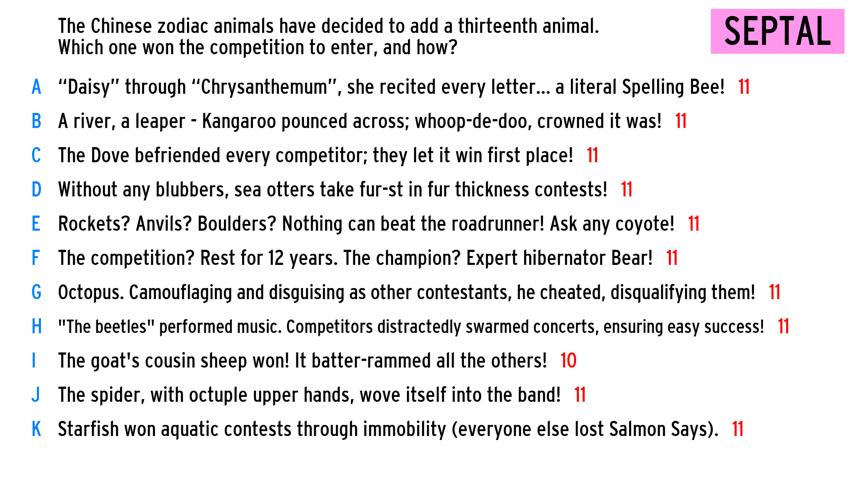 The Chinese zodiac animals have decided to add a thirteenth animal.
Which one won the competition to enter, and how?
SEPTAL
A “Daisy” through “Chrysanthemum”, she recited every letter... a literal Spelling Bee! 11
B A river, a leaper - Kangaroo pounced across; whoop-de-doo, crowned it was! 11
C The Dove befriended every competitor; they let it win first place! 11
D Without any blubbers, sea otters take fur-st in fur thickness contests! 11
E Rockets? Anvils? Boulders? Nothing can beat the roadrunner! Ask any coyote! 11
F The competition? Rest for 12 years. The champion? Expert hibernator Bear! 11
G Octopus. Camouflaging and disguising as other contestants, he cheated, disqualifying them! 11
H "The beetles" performed music. Competitors distractedly swarmed concerts, ensuring easy success! 11
I The goat's cousin sheep won! It batter-rammed all the others! 10
J The spider, with octuple upper hands, wove itself into the band! 11
K Starfish won aquatic contests through immobility (everyone else lost Salmon Says). 11